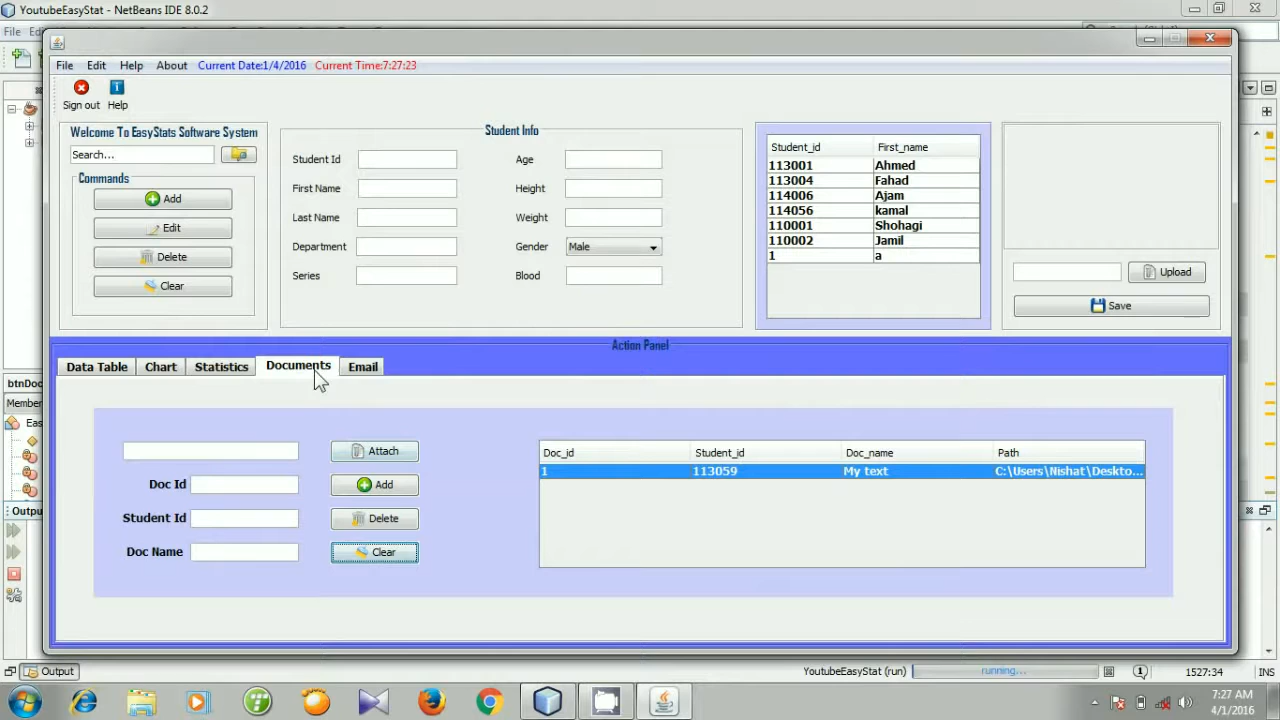 YoutubeEasyStat - NetBeans IDE 8.0.2
File
File Edit Help About Current Date:1/4/2016 Current Time:7:27:23
Sign out Help
Welcome To EasyStats Software System
Search...
Commands
Add
Edit
Delete
Clear
Student Info
Student Id
First Name
Last Name
Department
Series
Age
Height
Weight
Gender Male
Blood
Student_id First_name
113001 Ahmed
113004 Fahad
114006 Ajam
114056 kamal
110001 Shohagi
110002 Jamil
1 a
Upload
Save
Action Panel
Data Table Chart Statistics Documents Email
Attach
Doc Id Add
Student Id Delete
Doc Name Clear
Doc_id Student_id Doc_name Path
1 113059 My text C:\Users\Nishat\Deskto...
btnDoc
Member
Eas
Outpu
Output
YoutubeEasyStat (run) running... 1527:34 INS
7:27 AM
4/1/2016